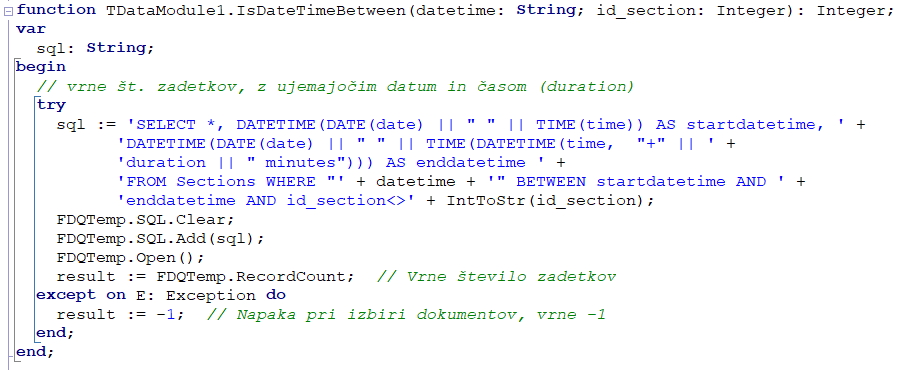 function TDataModule1.IsDateTimeBetween(datetime: String; id_section: Integer): Integer;
var
  sql: String;
begin
  // vrne št. zadetkov, z ujemajočim datum in časom (duration)
  try
    sql := 'SELECT *, DATETIME(DATE(date) || " " || TIME(time)) AS startdatetime, ' +
          'DATETIME(DATE(date) || " " || TIME(DATETIME(time,  "+" || ' +
          'duration || " minutes"))) AS enddatetime ' +
          'FROM Sections WHERE "' + datetime + '" BETWEEN startdatetime AND ' +
          'enddatetime AND id_section<>' + IntToStr(id_section);
    FDQTemp.SQL.Clear;
    FDQTemp.SQL.Add(sql);
    FDQTemp.Open();
    result := FDQTemp.RecordCount;  // Vrne število zadetkov
  except on E: Exception do
    result := -1;  // Napaka pri izbiri dokumentov, vrne -1
  end;
end;